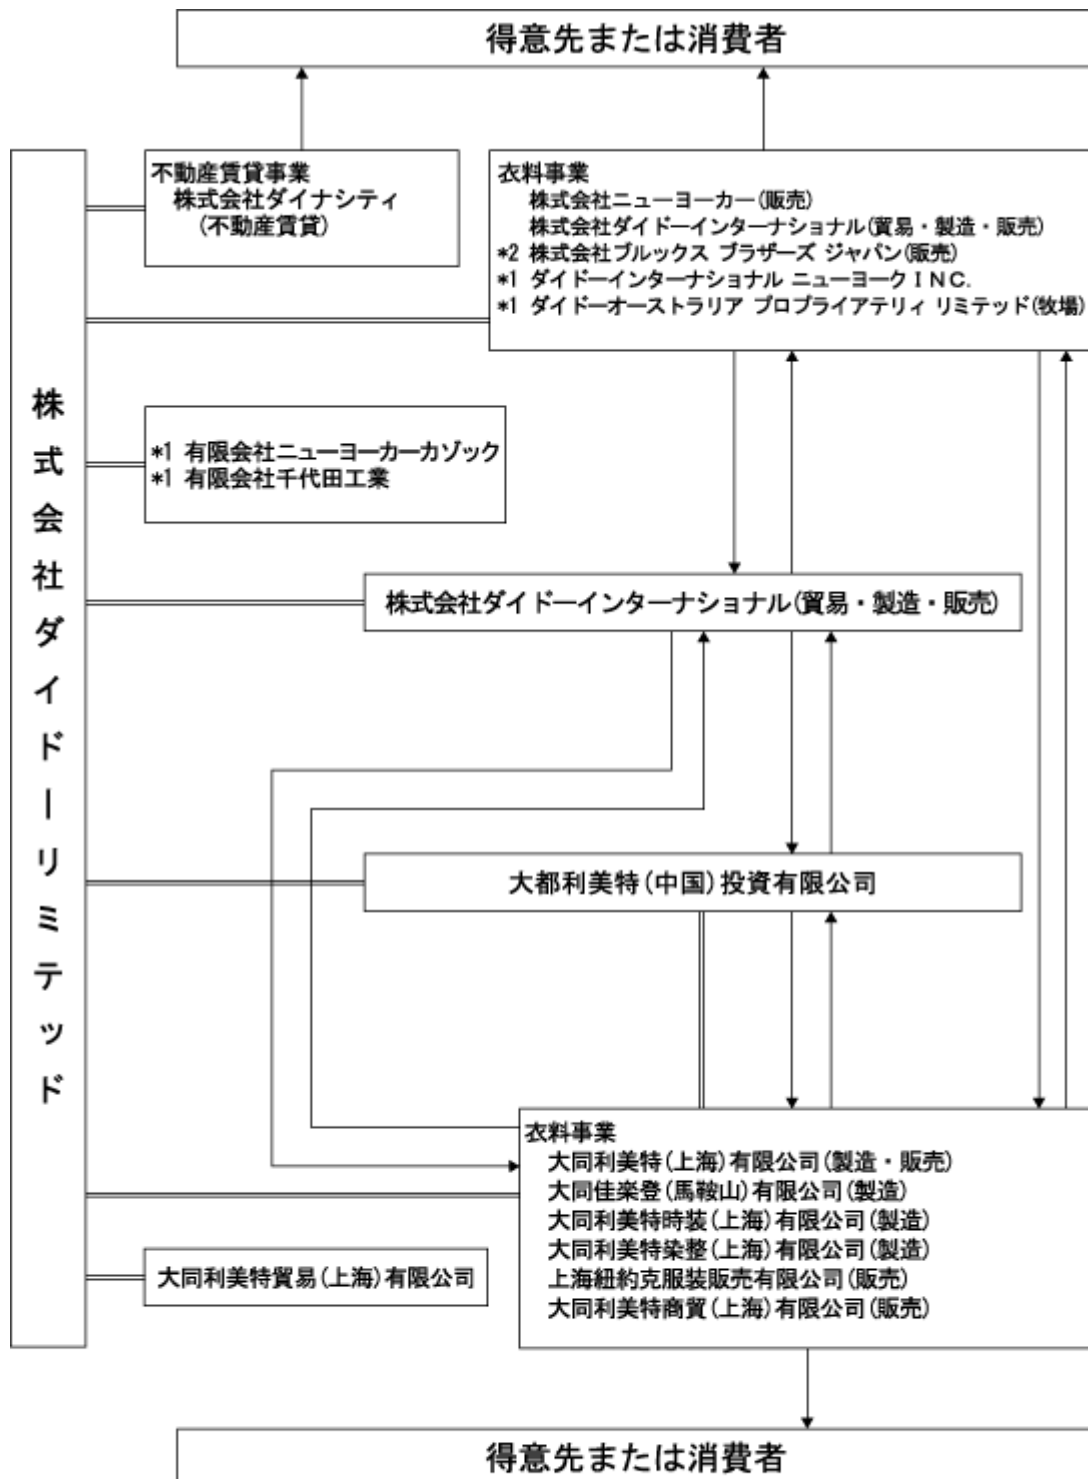 得意先または消費者
不動産賃貸事業
株式会社ダイナシティ
(不動産賃貸)
衣料事業
株式会社ニューヨーカー(販売)
株式会社ダイドーインターナショナル(貿易・製造・販売)
*2 株式会社ブルックス ブラザーズ ジャパン(販売)
*1 ダイドーインターナショナル ニューヨークＩＮＣ.
*1 ダイドーオーストラリア プロプライアテリィ リミテッド(牧場)
株式会社ダイドーリミテッド
*1 有限会社ニューヨーカーカゾック
*1 有限会社千代田工業
株式会社ダイドーインターナショナル(貿易・製造・販売)
大都利美特(中国)投資有限公司
衣料事業
大同利美特(上海)有限公司(製造・販売)
大同佳楽登(馬鞍山)有限公司(製造)
大同利美特時装(上海)有限公司(製造)
大同利美特染整(上海)有限公司(製造)
上海紐約克服装販売有限公司(販売)
大同利美特商貿(上海)有限公司(販売)
大同利美特貿易(上海)有限公司
得意先または消費者